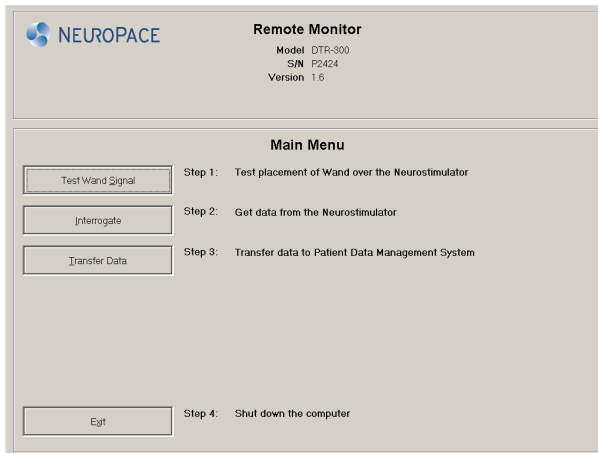 NEUROPACE
Remote Monitor
Model DTR-300
S/N P2424
Version 1.6
Main Menu
Test Wand Signal Step 1: Test placement of Wand over the Neurostimulator
Interrogate Step 2: Get data from the Neurostimulator
Transfer Data Step 3: Transfer data to Patient Data Management System
Exit Step 4: Shut down the computer